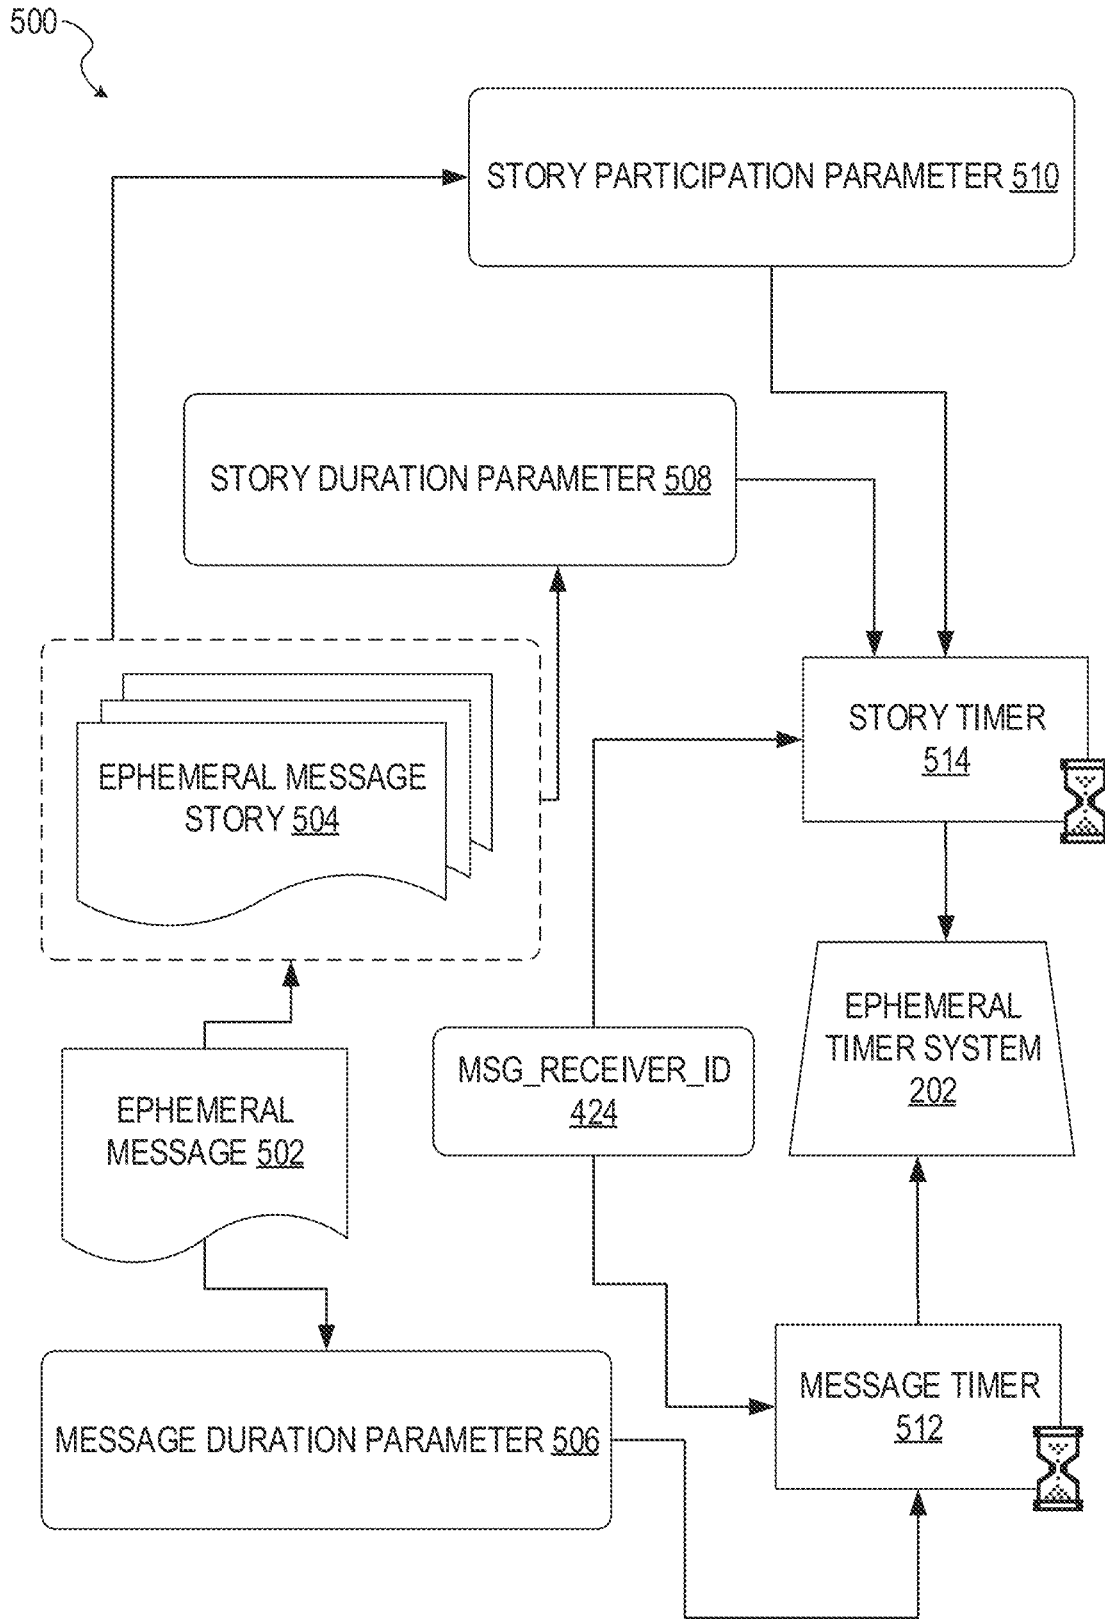 500
STORY PARTICIPATION PARAMETER 510
STORY DURATION PARAMETER 508
STORY TIMER
514
EPHEMERAL MESSAGE
STORY 504
EPHEMERAL
TIMER SYSTEM
202
MSG_RECEIVER_ID
424
EPHEMERAL
MESSAGE 502
MESSAGE TIMER
512
MESSAGE DURATION PARAMETER 506